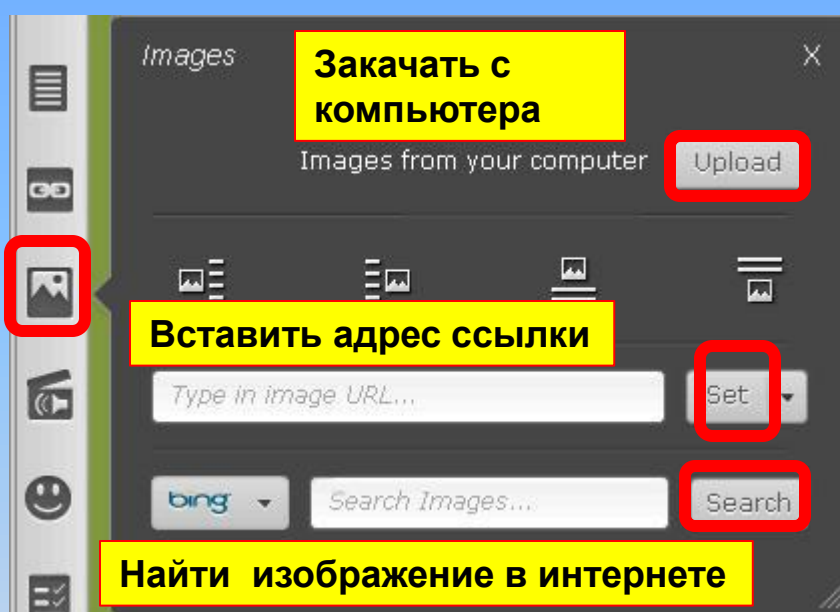 Images
Закачать с
компьютера
X
Images from your computer
Upload
Вставить адрес ссылки
Type in image URL...
Set
bing
Search Images...
Search
Найти изображение в интернете